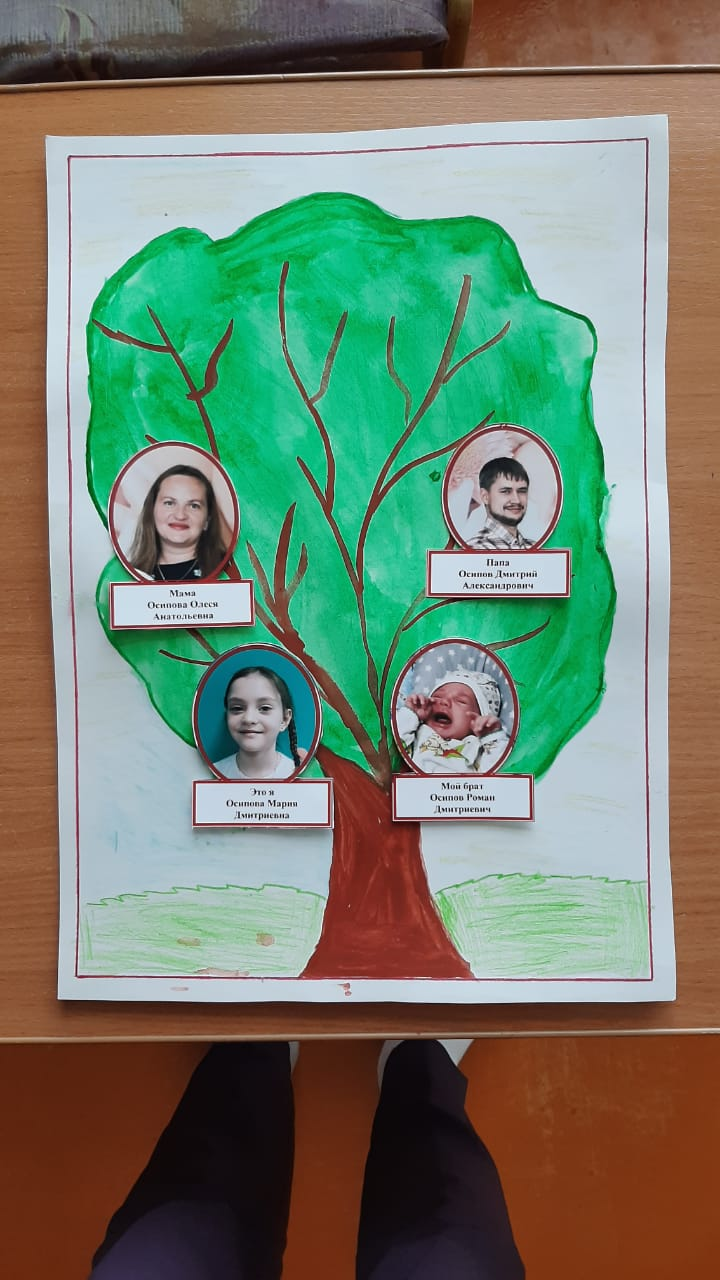 Мама
Осипова Олеся
Анатольевна
Папа
Осипов Дмитрий
Александрович
Это я
Осипова Мария
Дмитриевна
Мой брат
Осипов Роман
Дмитриевич